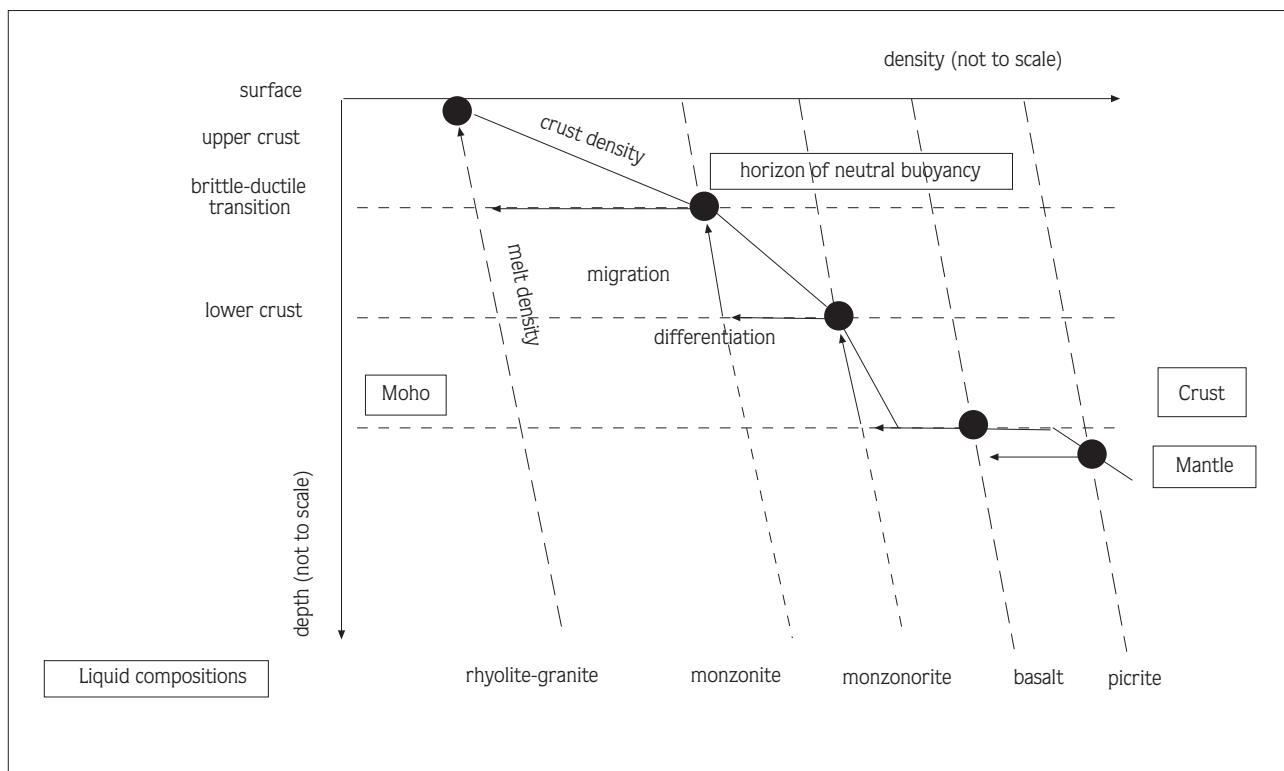 density (not to scale)
surface
upper crust
crust density
brittle-ductile
transition
horizon of neutral buoyancy
melt density
migration
lower crust
differentiation
Moho
Crust
Mantle
depth (not to scale)
Liquid compositions
rhyolite-granite
monzonite
monzonorite
basalt
picrite